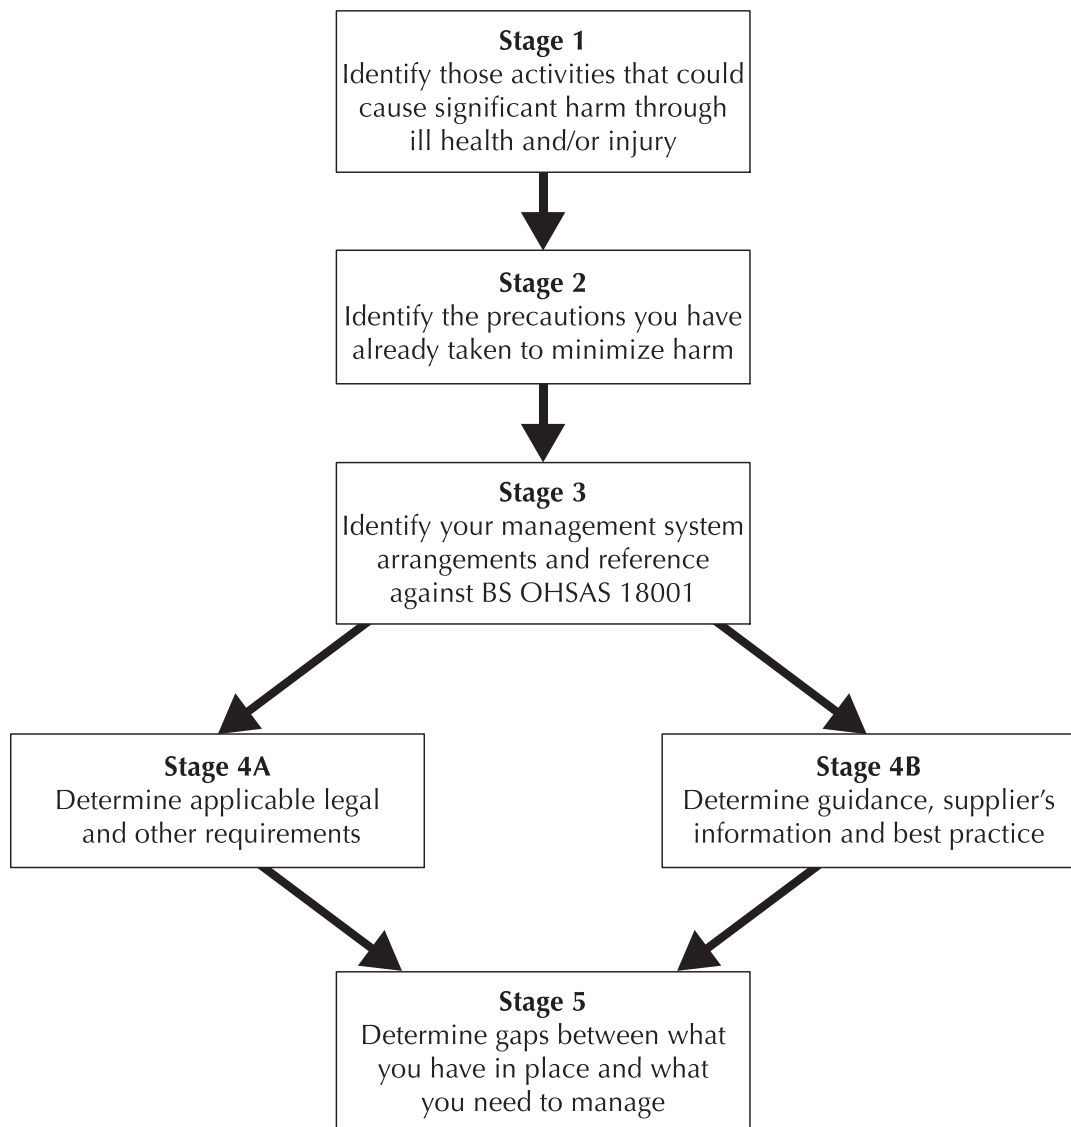 Stage 1
Identify those activities that could
cause significant harm through
ill health and/or injury
Stage 2
Identify the precautions you have
already taken to minimize harm
Stage 3
Identify your management system
arrangements and reference
against BS OHSAS 18001
Stage 4A
Determine applicable legal
and other requirements
Stage 4B
Determine guidance, supplier’s
information and best practice
Stage 5
Determine gaps between what
you have in place and what
you need to manage